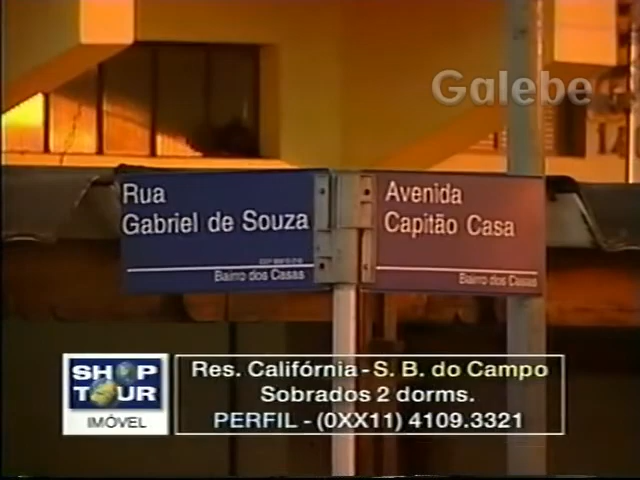 Galebe
Rua
Gabriel de Souza
Bairro dos Casas
Avenida
Capitão Casa
Bairro dos Casas
SHOP
TOUR
IMÓVEL
Res. Califórnia - S. B. do Campo
Sobrados 2 dorms.
PERFIL - (0XX11) 4109.3321